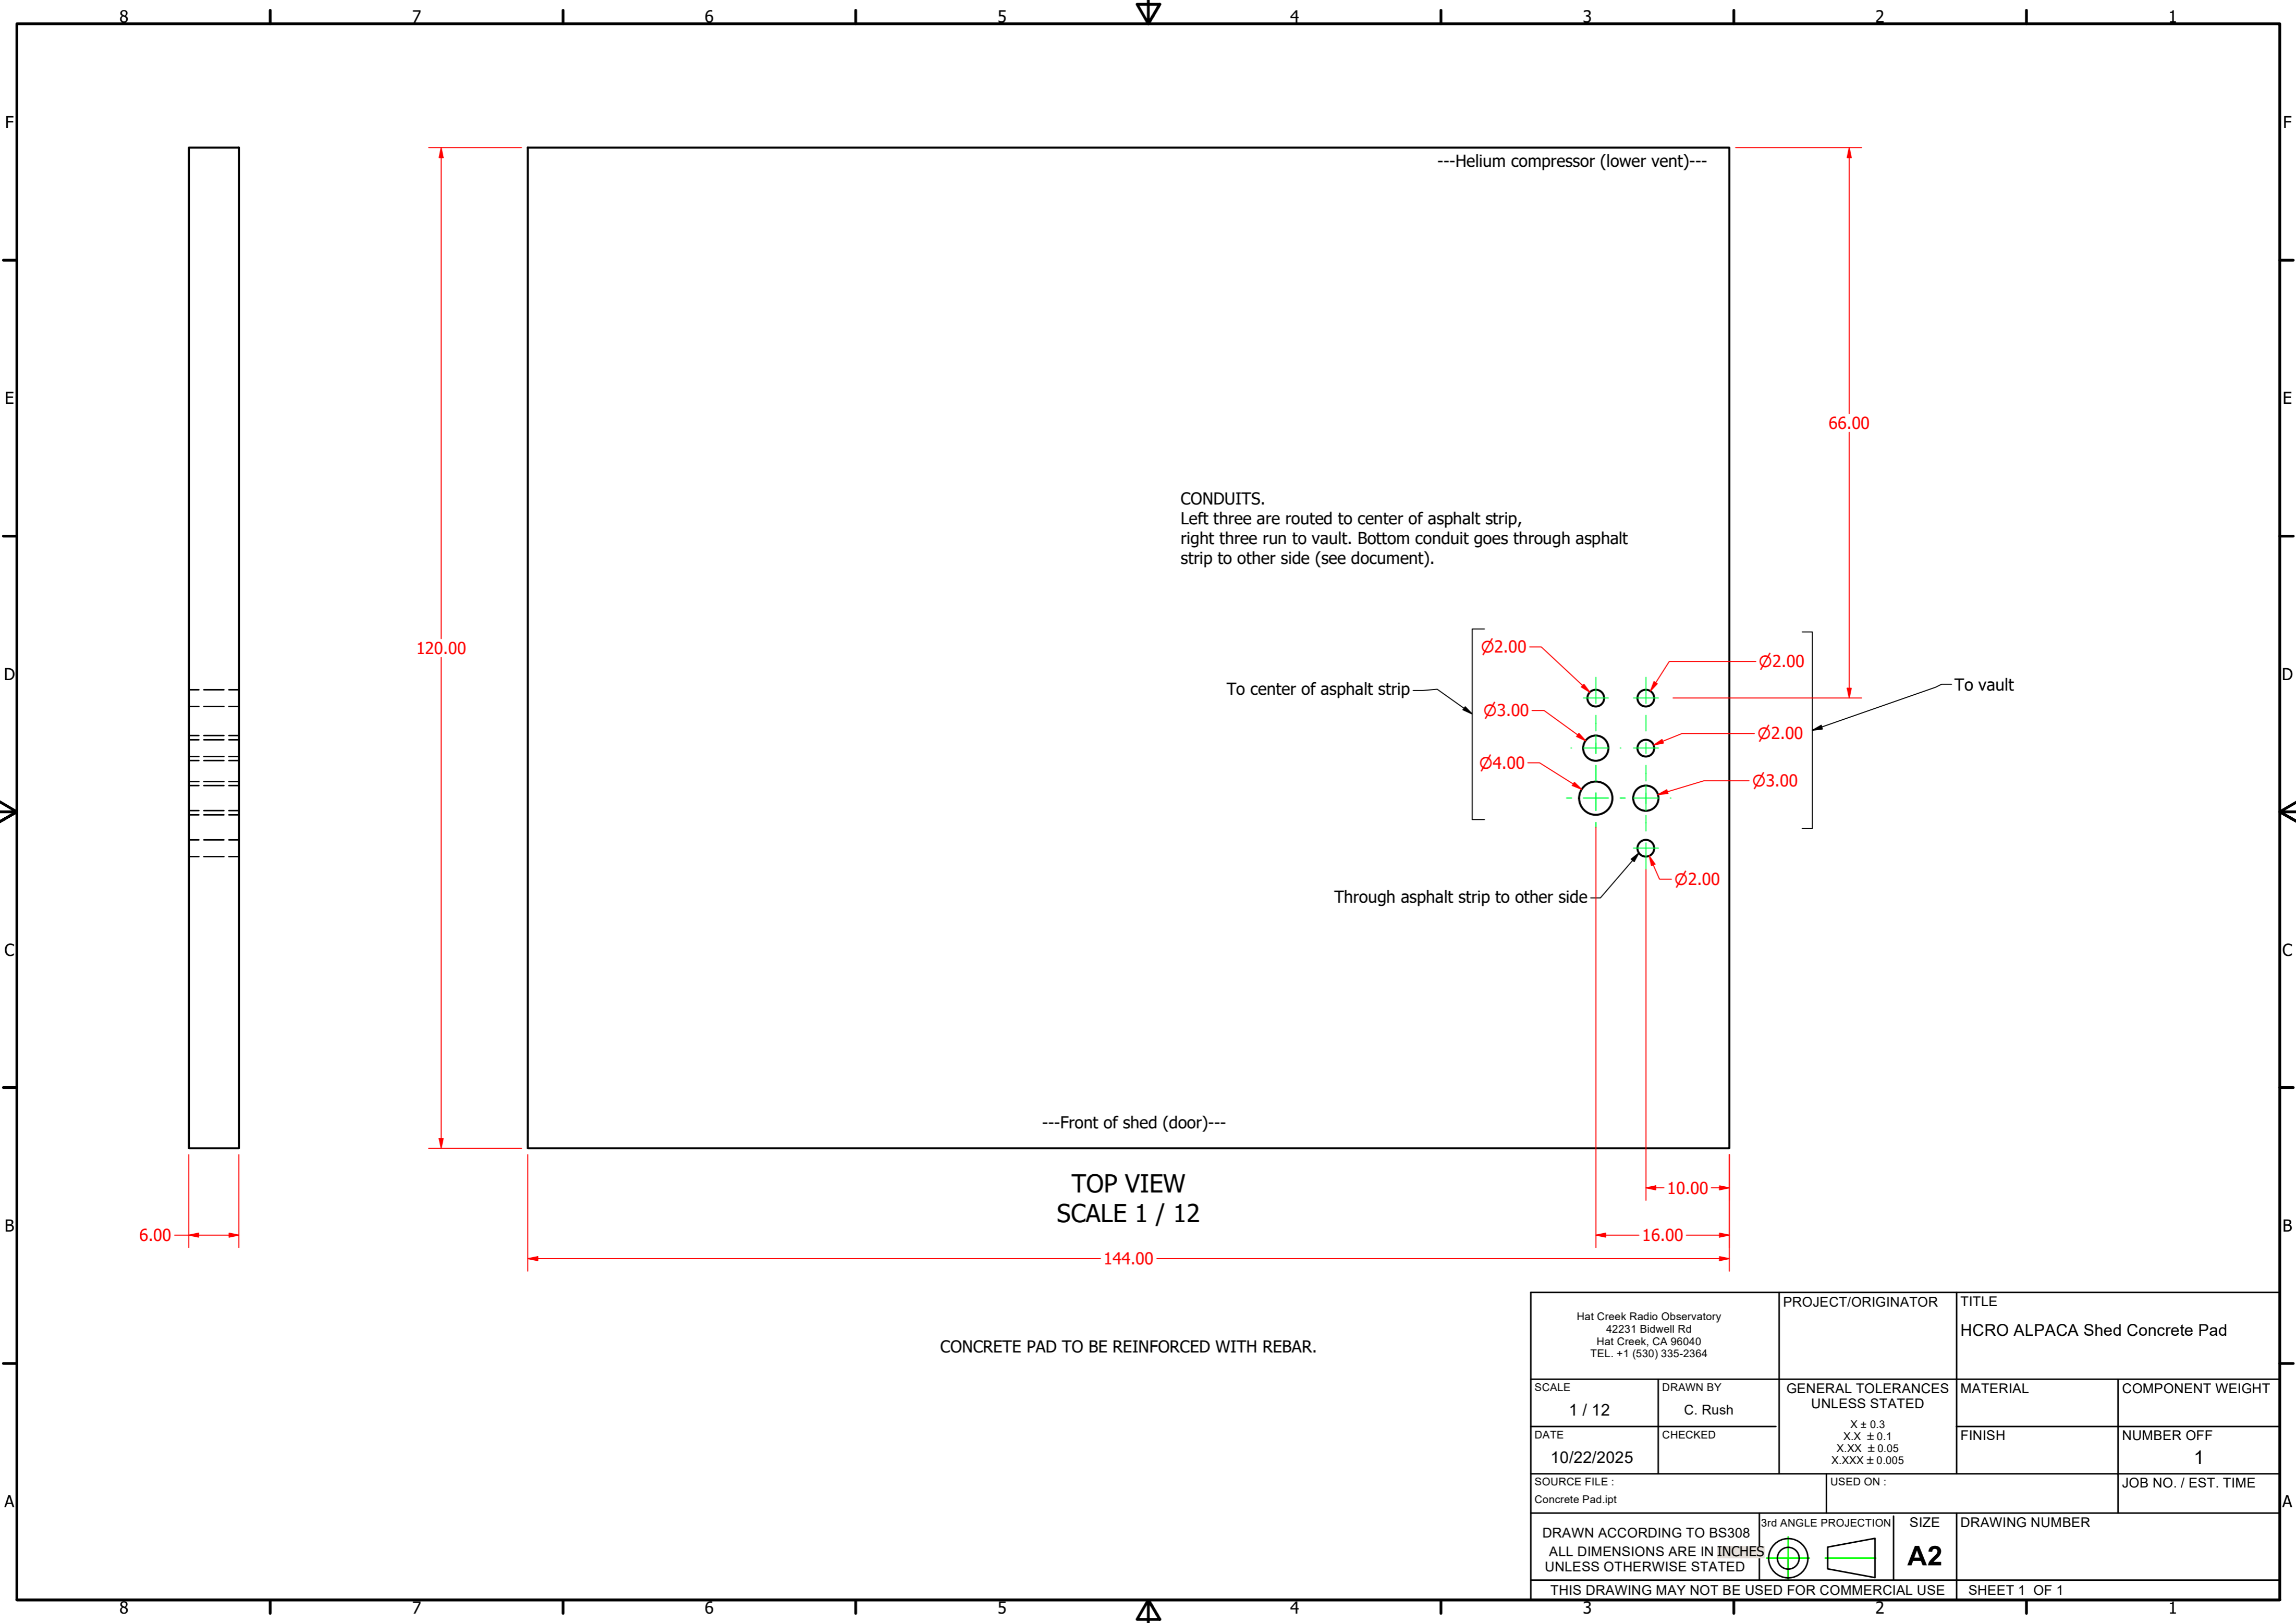 8 7 6 5 4 3 2 1
F F
---Helium compressor (lower vent)---
E E
66.00
CONDUITS.
Left three are routed to center of asphalt strip,
right three run to vault. Bottom conduit goes through asphalt
strip to other side (see document).
120.00
Ø2.00
Ø2.00
D D
To center of asphalt strip
To vault
Ø3.00
Ø2.00
Ø4.00
Ø3.00
Ø2.00
Through asphalt strip to other side
C C
---Front of shed (door)---
TOP VIEW
SCALE 1 / 12
10.00
B B
6.00
16.00
144.00
CONCRETE PAD TO BE REINFORCED WITH REBAR.
Hat Creek Radio Observatory
42231 Bidwell Rd
Hat Creek, CA 96040
TEL. +1 (530) 335-2364
PROJECT/ORIGINATOR
TITLE
HCRO ALPACA Shed Concrete Pad
SCALE
1 / 12
DRAWN BY
C. Rush
GENERAL TOLERANCES
UNLESS STATED
X ± 0.3
X.X ± 0.1
X.XX ± 0.05
X.XXX ± 0.005
MATERIAL
COMPONENT WEIGHT
DATE
10/22/2025
CHECKED
FINISH
NUMBER OFF
1
SOURCE FILE :
Concrete Pad.ipt
USED ON :
JOB NO. / EST. TIME
A A
DRAWN ACCORDING TO BS308
ALL DIMENSIONS ARE IN INCHES
UNLESS OTHERWISE STATED
3rd ANGLE PROJECTION
SIZE
A2
DRAWING NUMBER
THIS DRAWING MAY NOT BE USED FOR COMMERCIAL USE
SHEET 1 OF 1
8 7 6 5 4 3 2 1